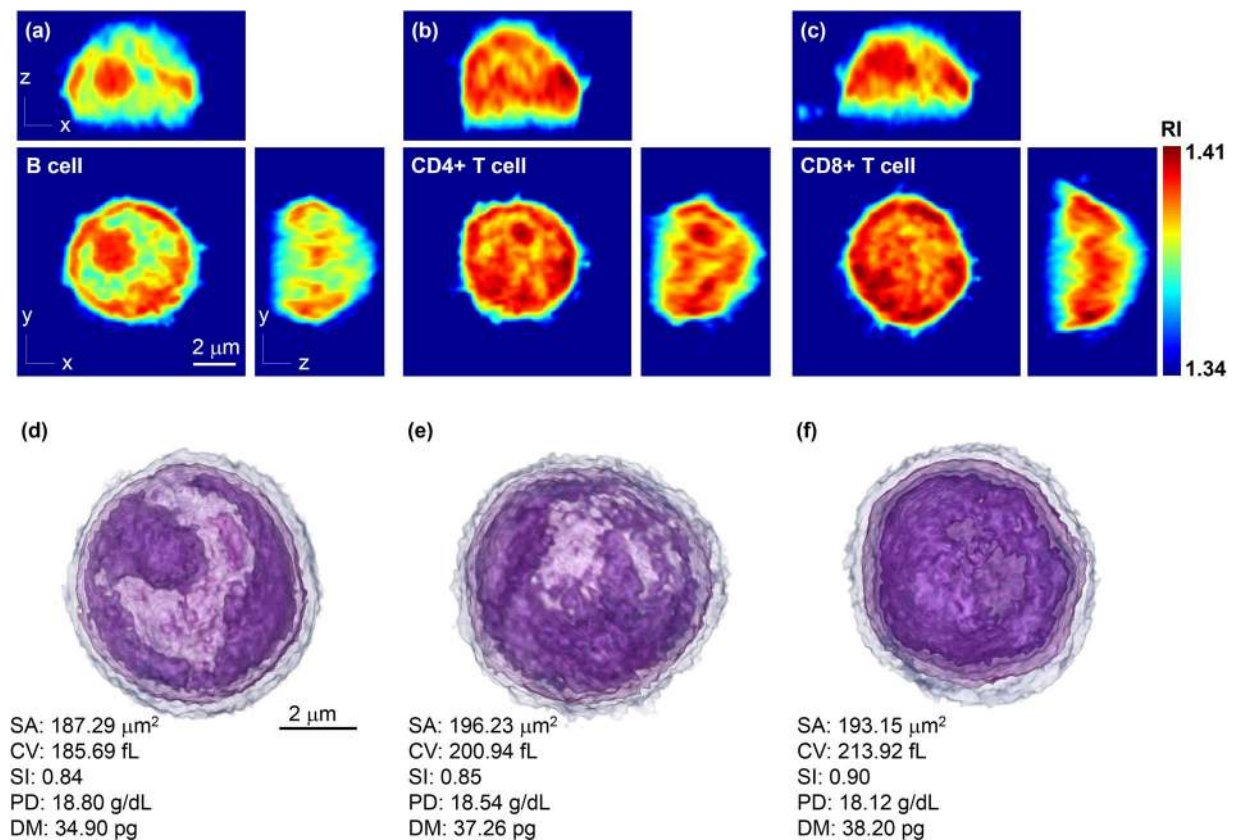 (a)
z
x
(b)
(c)
RI
1.41
1.34
B cell
y
x
2 μm
y
z
CD4+ T cell
CD8+ T cell
(d)
(e)
(f)
2 μm
SA: 187.29 μm²
CV: 185.69 fL
SI: 0.84
PD: 18.80 g/dL
DM: 34.90 pg
SA: 196.23 μm²
CV: 200.94 fL
SI: 0.85
PD: 18.54 g/dL
DM: 37.26 pg
SA: 193.15 μm²
CV: 213.92 fL
SI: 0.90
PD: 18.12 g/dL
DM: 38.20 pg